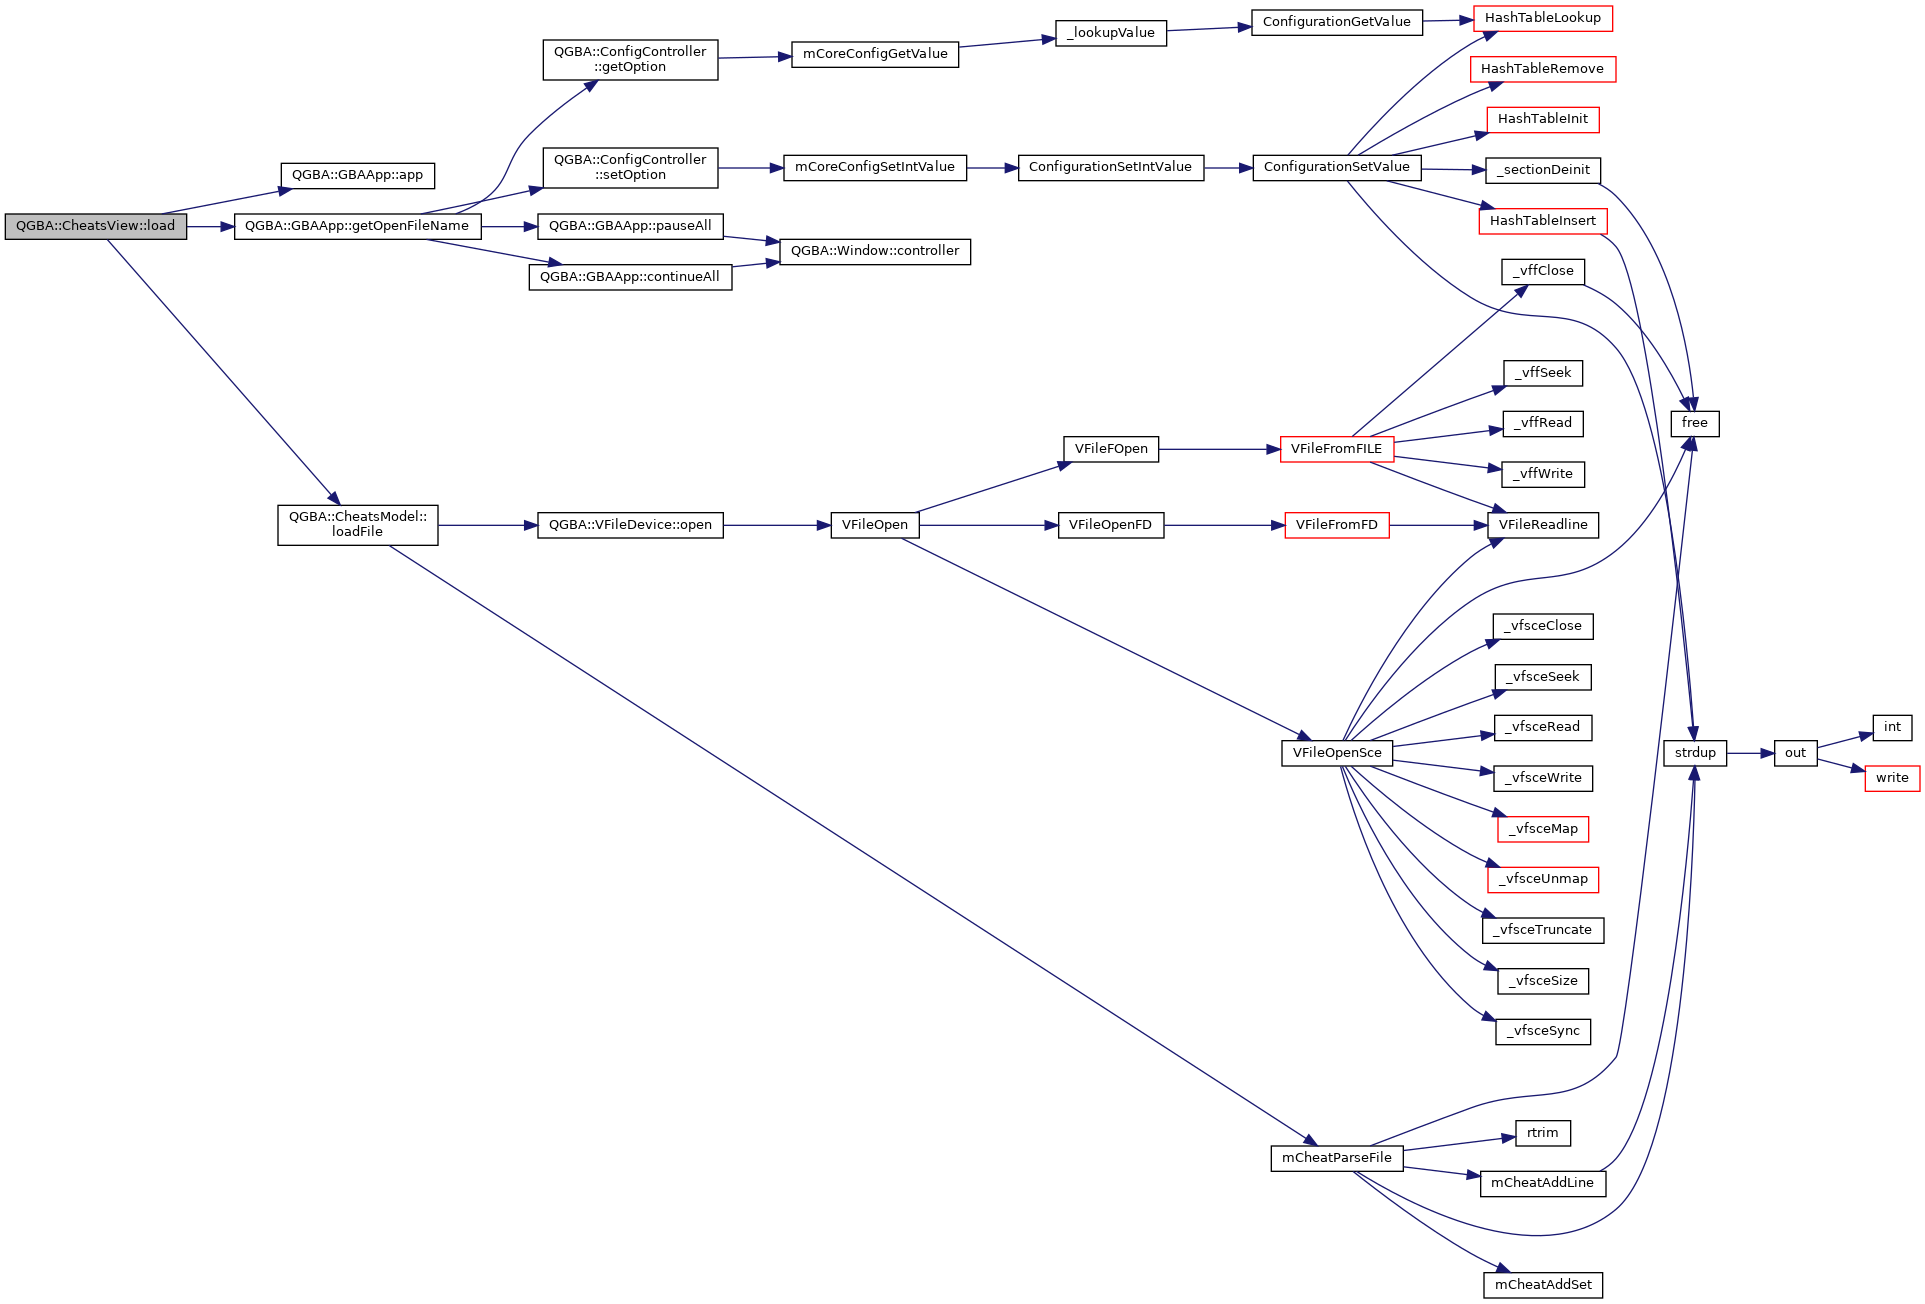 QGBA::CheatsView::load
QGBA::GBAApp::app
QGBA::GBAApp::getOpenFileName
QGBA::CheatsModel::
loadFile
QGBA::ConfigController
::getOption
QGBA::ConfigController
::setOption
QGBA::GBAApp::pauseAll
QGBA::GBAApp::continueAll
QGBA::VFileDevice::open
mCoreConfigGetValue
mCoreConfigSetIntValue
QGBA::Window::controller
VFileOpen
_lookupValue
ConfigurationSetIntValue
VFileFOpen
VFileOpenFD
ConfigurationGetValue
ConfigurationSetValue
VFileFromFILE
VFileFromFD
VFileOpenSce
mCheatParseFile
HashTableLookup
HashTableRemove
HashTableInit
_sectionDeinit
HashTableInsert
_vffClose
_vffSeek
_vffRead
_vffWrite
VFileReadline
_vfsceClose
_vfsceSeek
_vfsceRead
_vfsceWrite
_vfsceMap
_vfsceUnmap
_vfsceTruncate
_vfsceSize
_vfsceSync
rtrim
mCheatAddLine
mCheatAddSet
free
strdup
out
int
write